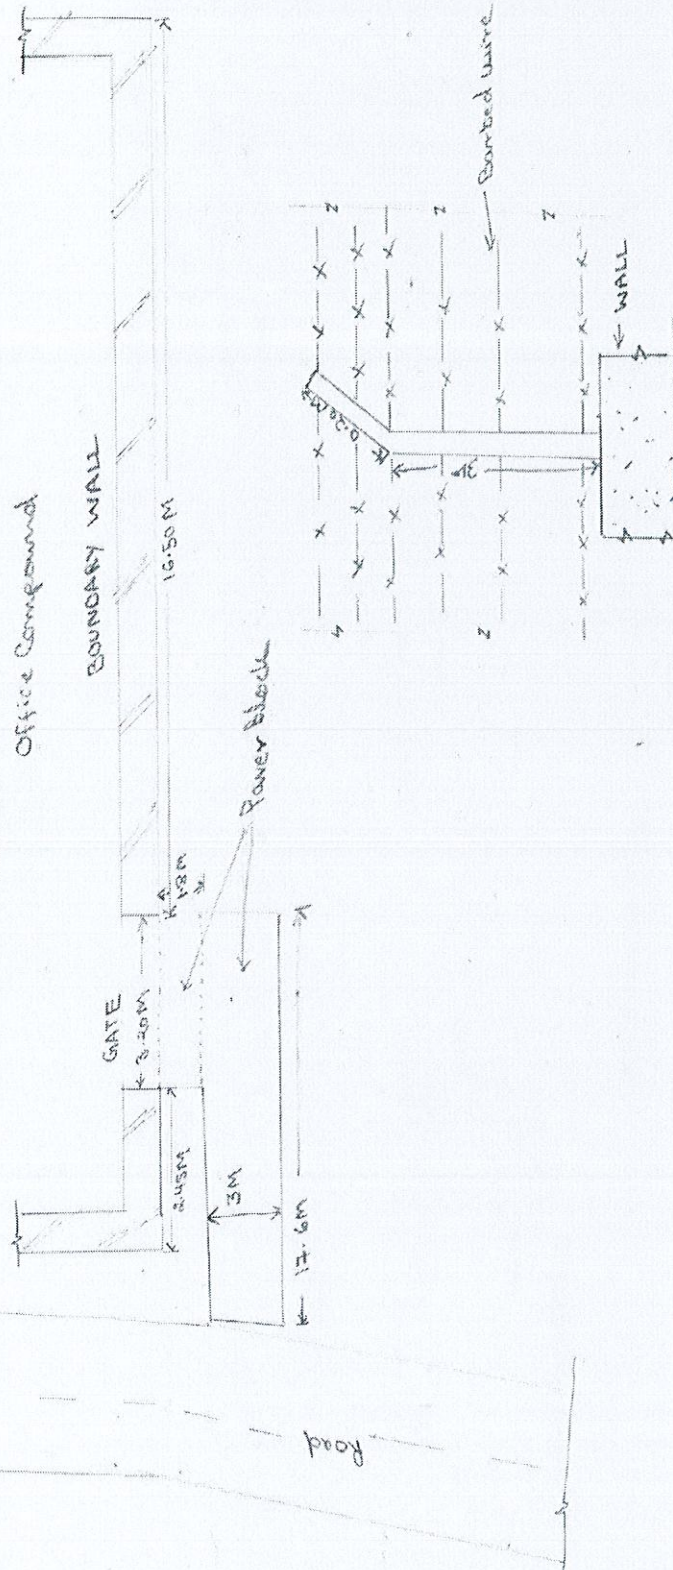 Office Compound
BOUNDARY WALL
16.50 M
GATE
3.20M
1.8M
2.45M
3M
17.6M
Paver Block
Road
Barbed wire
0.30M
WALL